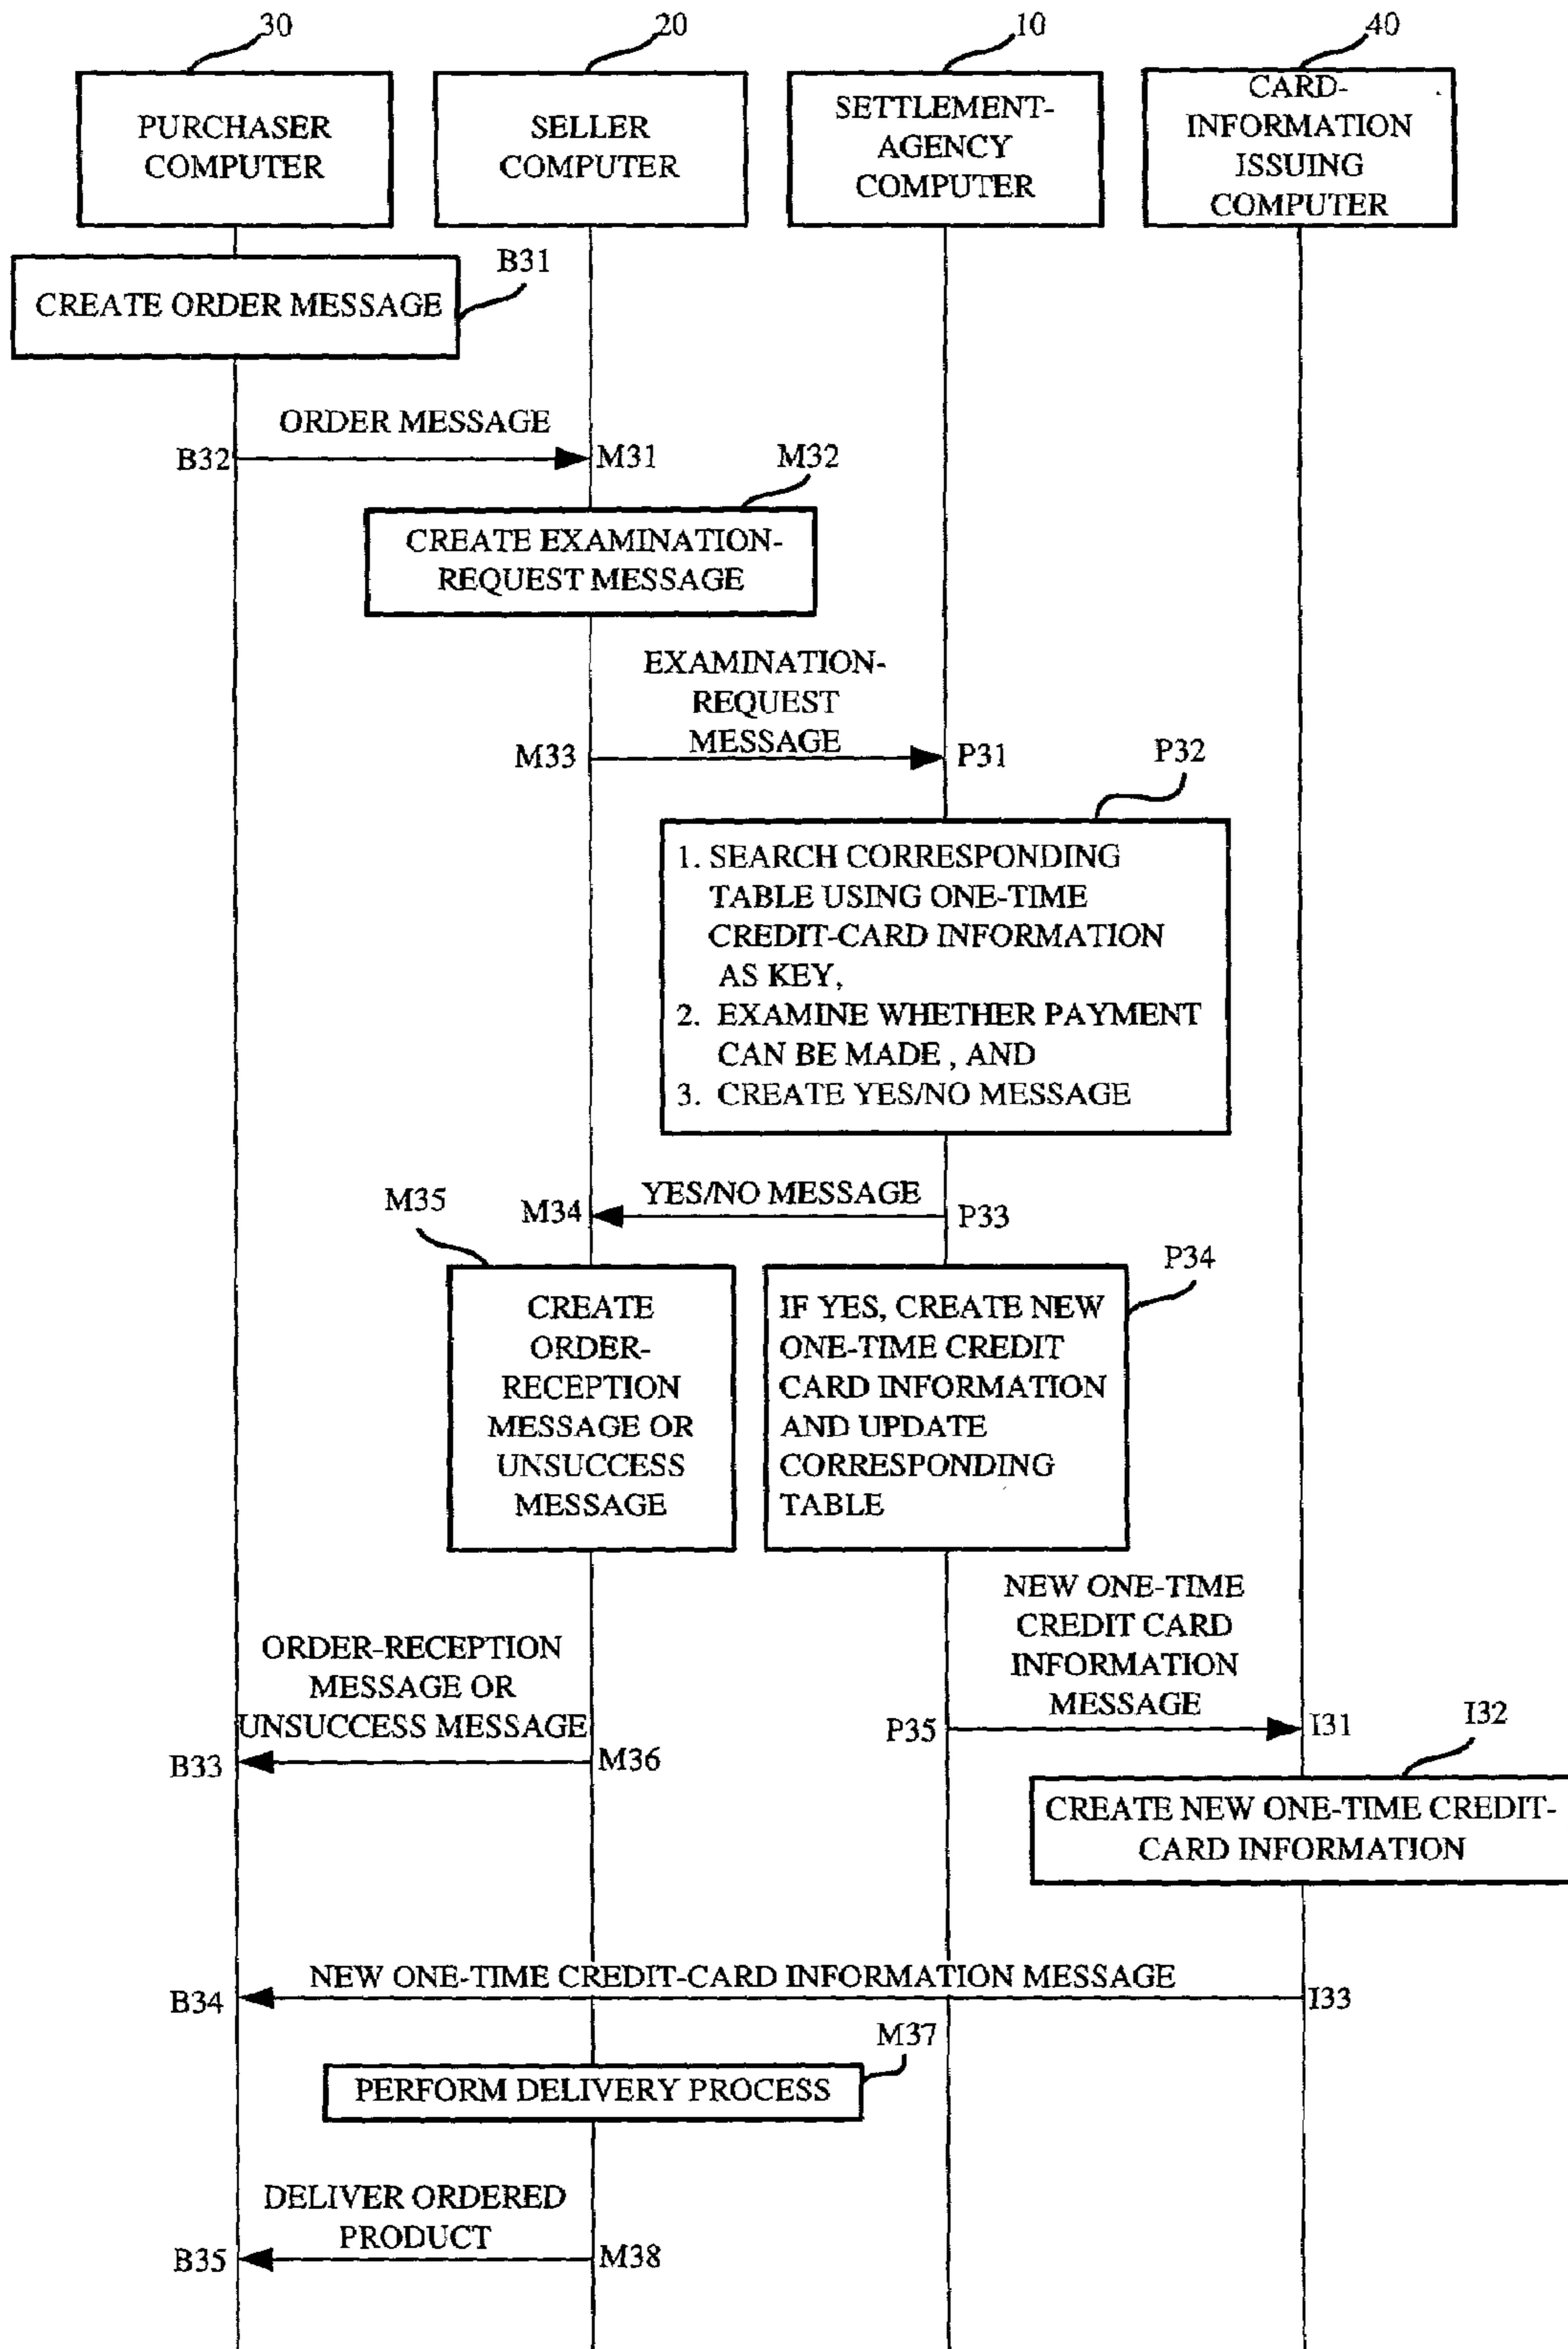 30
20
10
40
PURCHASER
COMPUTER
SELLER
COMPUTER
SETTLEMENT-
AGENCY
COMPUTER
CARD-
INFORMATION
ISSUING
COMPUTER
B31
CREATE ORDER MESSAGE
ORDER MESSAGE
B32
M31
M32
CREATE EXAMINATION-
REQUEST MESSAGE
EXAMINATION-
REQUEST
MESSAGE
M33
P31
P32
1. SEARCH CORRESPONDING
TABLE USING ONE-TIME
CREDIT-CARD INFORMATION
AS KEY,
2. EXAMINE WHETHER PAYMENT
CAN BE MADE , AND
3. CREATE YES/NO MESSAGE
YES/NO MESSAGE
M34
P33
M35
P34
CREATE
ORDER-
RECEPTION
MESSAGE OR
UNSUCCESS
MESSAGE
IF YES, CREATE NEW
ONE-TIME CREDIT
CARD INFORMATION
AND UPDATE
CORRESPONDING
TABLE
NEW ONE-TIME
CREDIT CARD
INFORMATION
MESSAGE
P35
I31
I32
ORDER-RECEPTION
MESSAGE OR
UNSUCCESS MESSAGE
B33
M36
CREATE NEW ONE-TIME CREDIT-
CARD INFORMATION
NEW ONE-TIME CREDIT-CARD INFORMATION MESSAGE
B34
I33
M37
PERFORM DELIVERY PROCESS
DELIVER ORDERED
PRODUCT
B35
M38